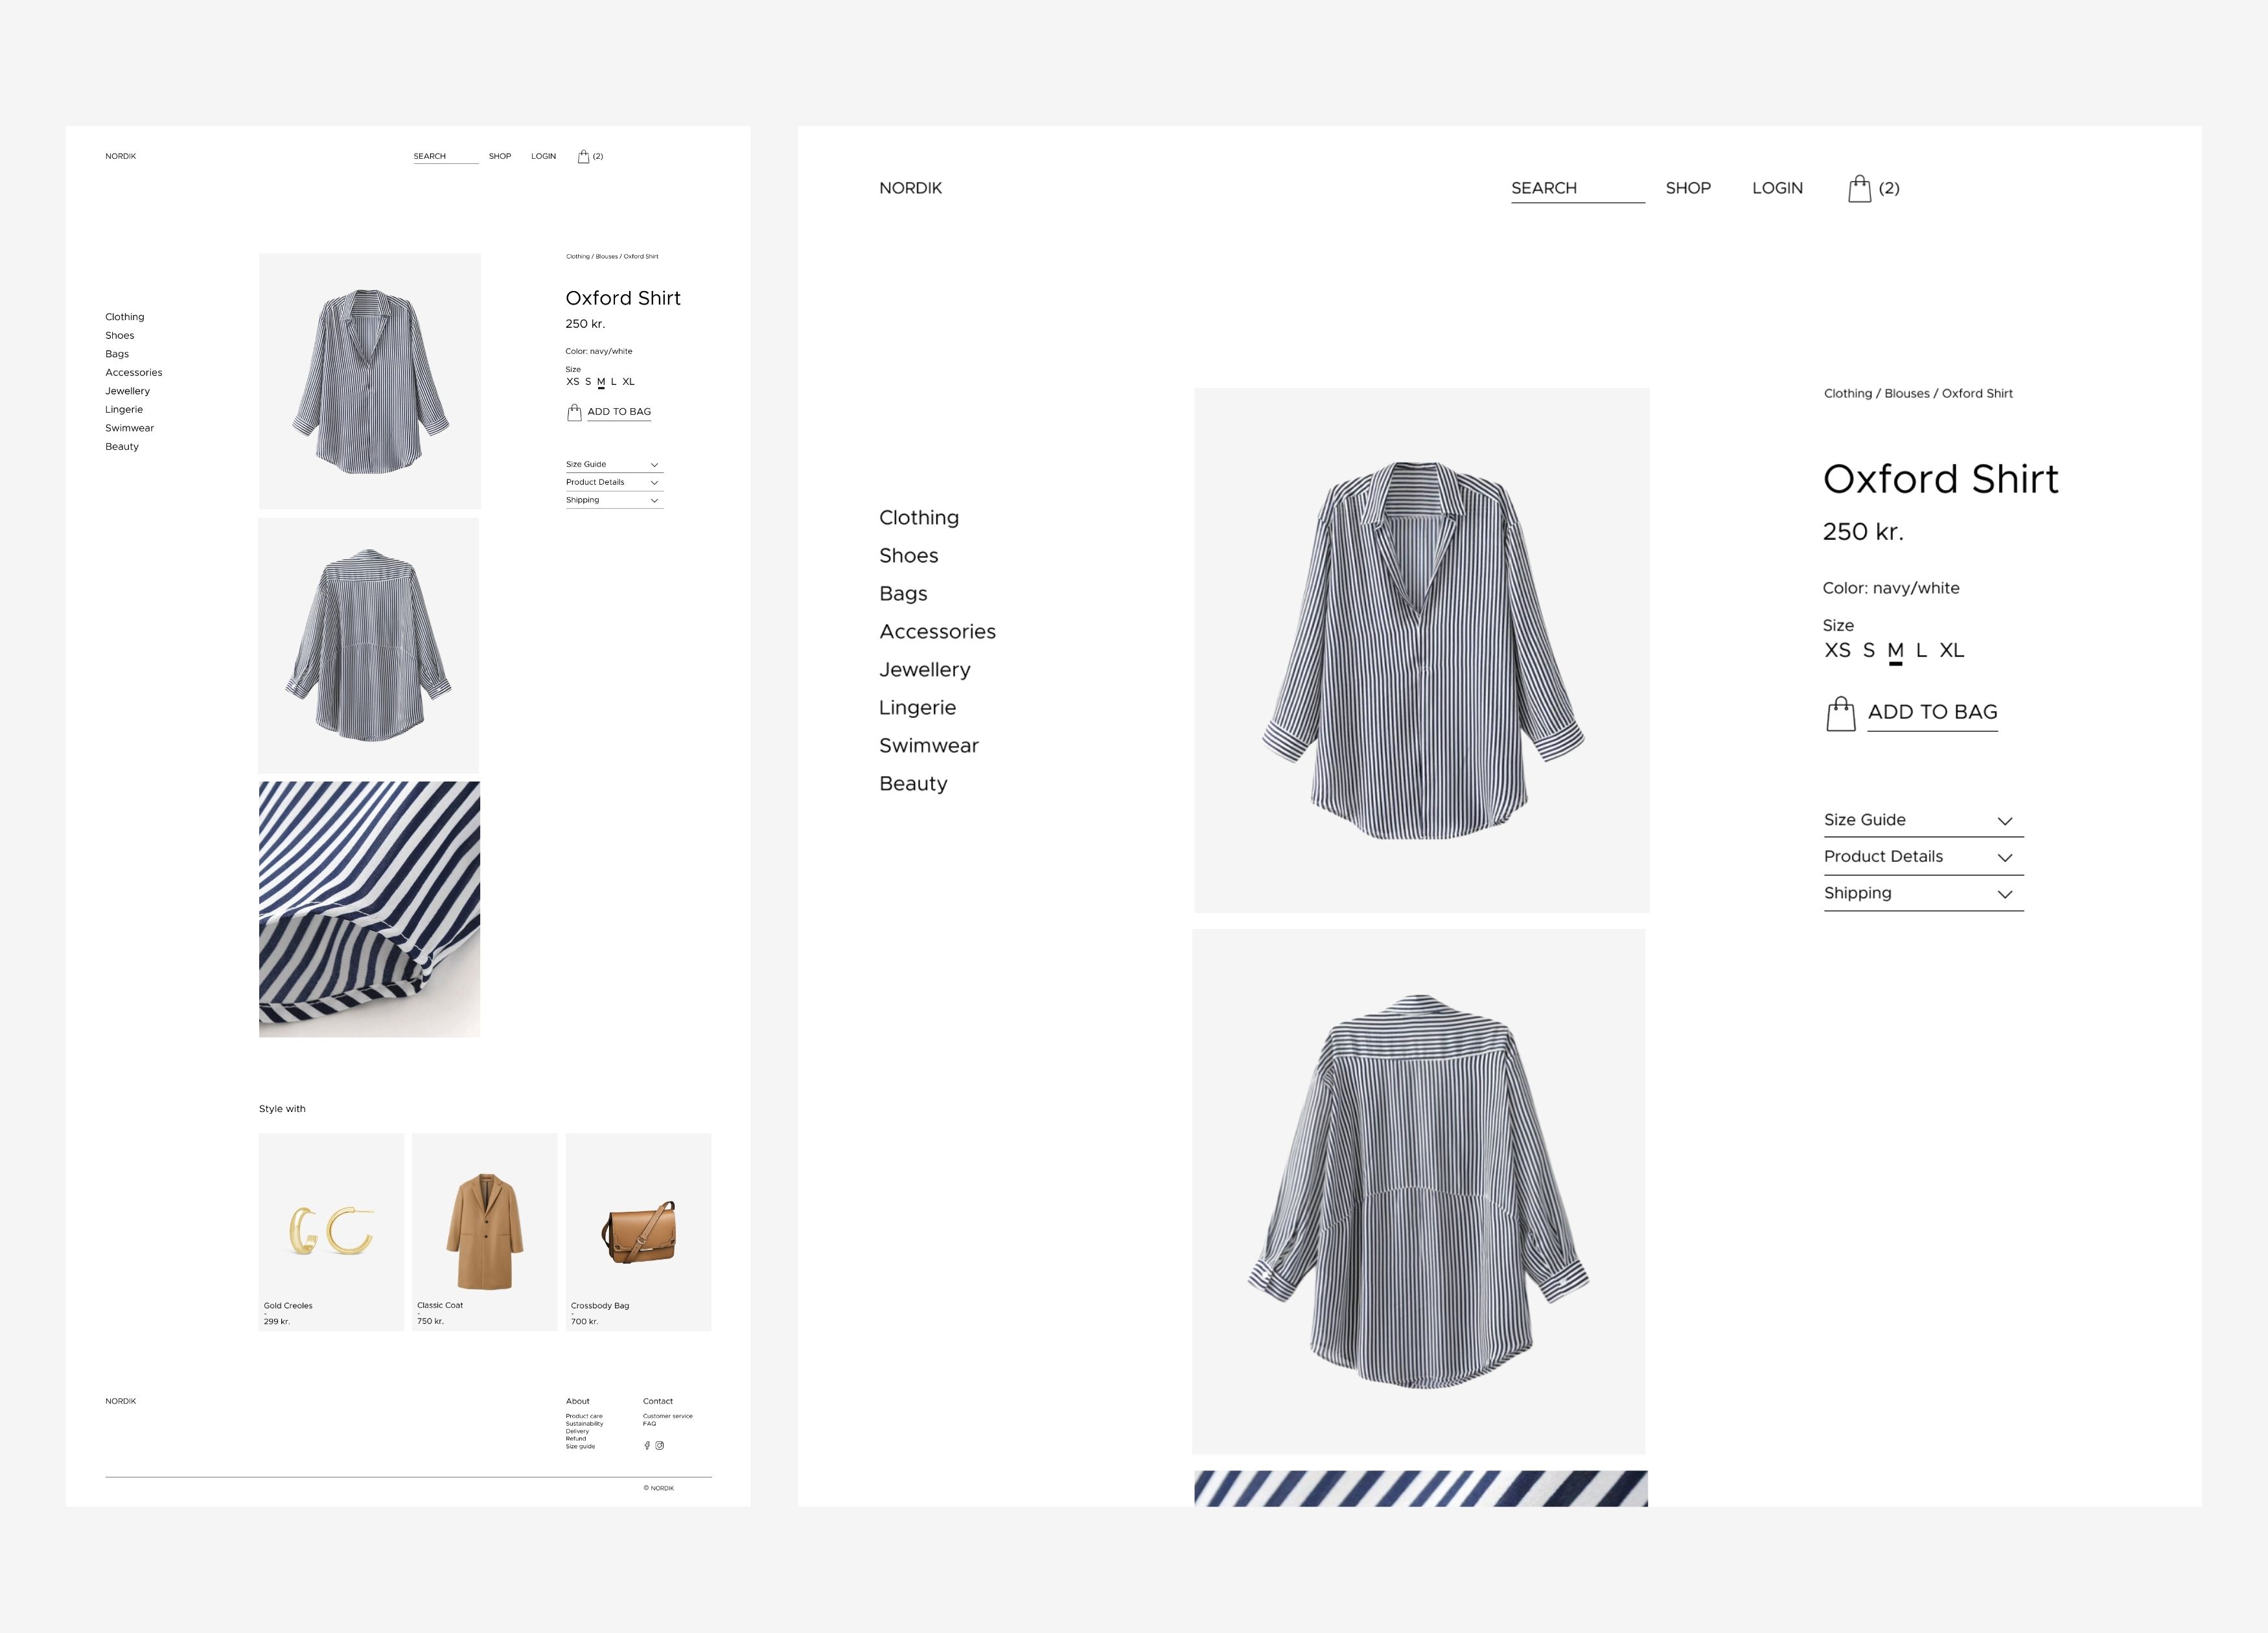 NORDIK
SEARCH SHOP LOGIN (2)
Clothing
Shoes
Bags
Accessories
Jewellery
Lingerie
Swimwear
Beauty
Clothing / Blouses / Oxford Shirt
Oxford Shirt
250 kr.
Color: navy/white
Size
XS S M L XL
ADD TO BAG
Size Guide
Product Details
Shipping
Style with
Gold Creoles
-
299 kr.
Classic Coat
-
750 kr.
Crossbody Bag
-
700 kr.
NORDIK
About
Product care
Sustainability
Delivery
Refund
Size guide
Contact
Customer service
FAQ
© NORDIK
NORDIK
SEARCH SHOP LOGIN (2)
Clothing
Shoes
Bags
Accessories
Jewellery
Lingerie
Swimwear
Beauty
Clothing / Blouses / Oxford Shirt
Oxford Shirt
250 kr.
Color: navy/white
Size
XS S M L XL
ADD TO BAG
Size Guide
Product Details
Shipping